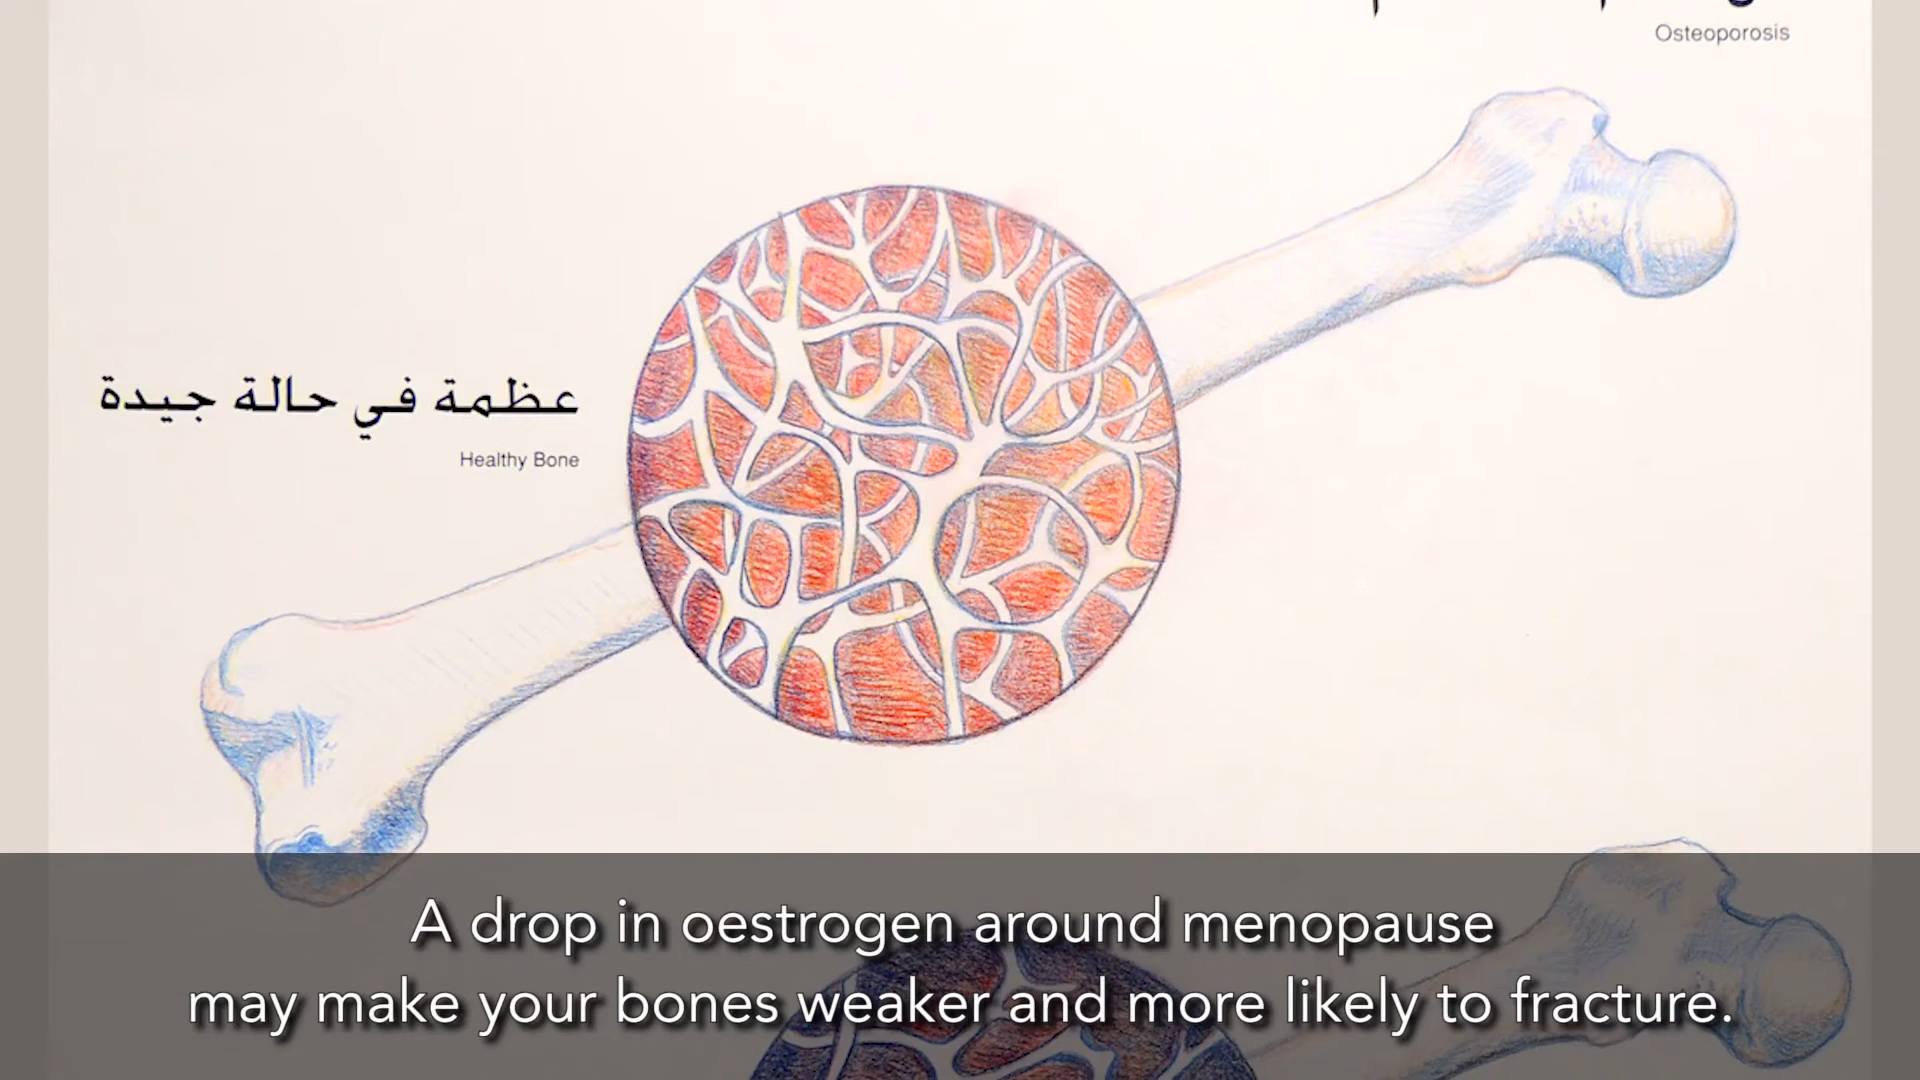 Osteoporosis
عظمة في حالة جيدة
Healthy Bone
A drop in oestrogen around menopause
may make your bones weaker and more likely to fracture.